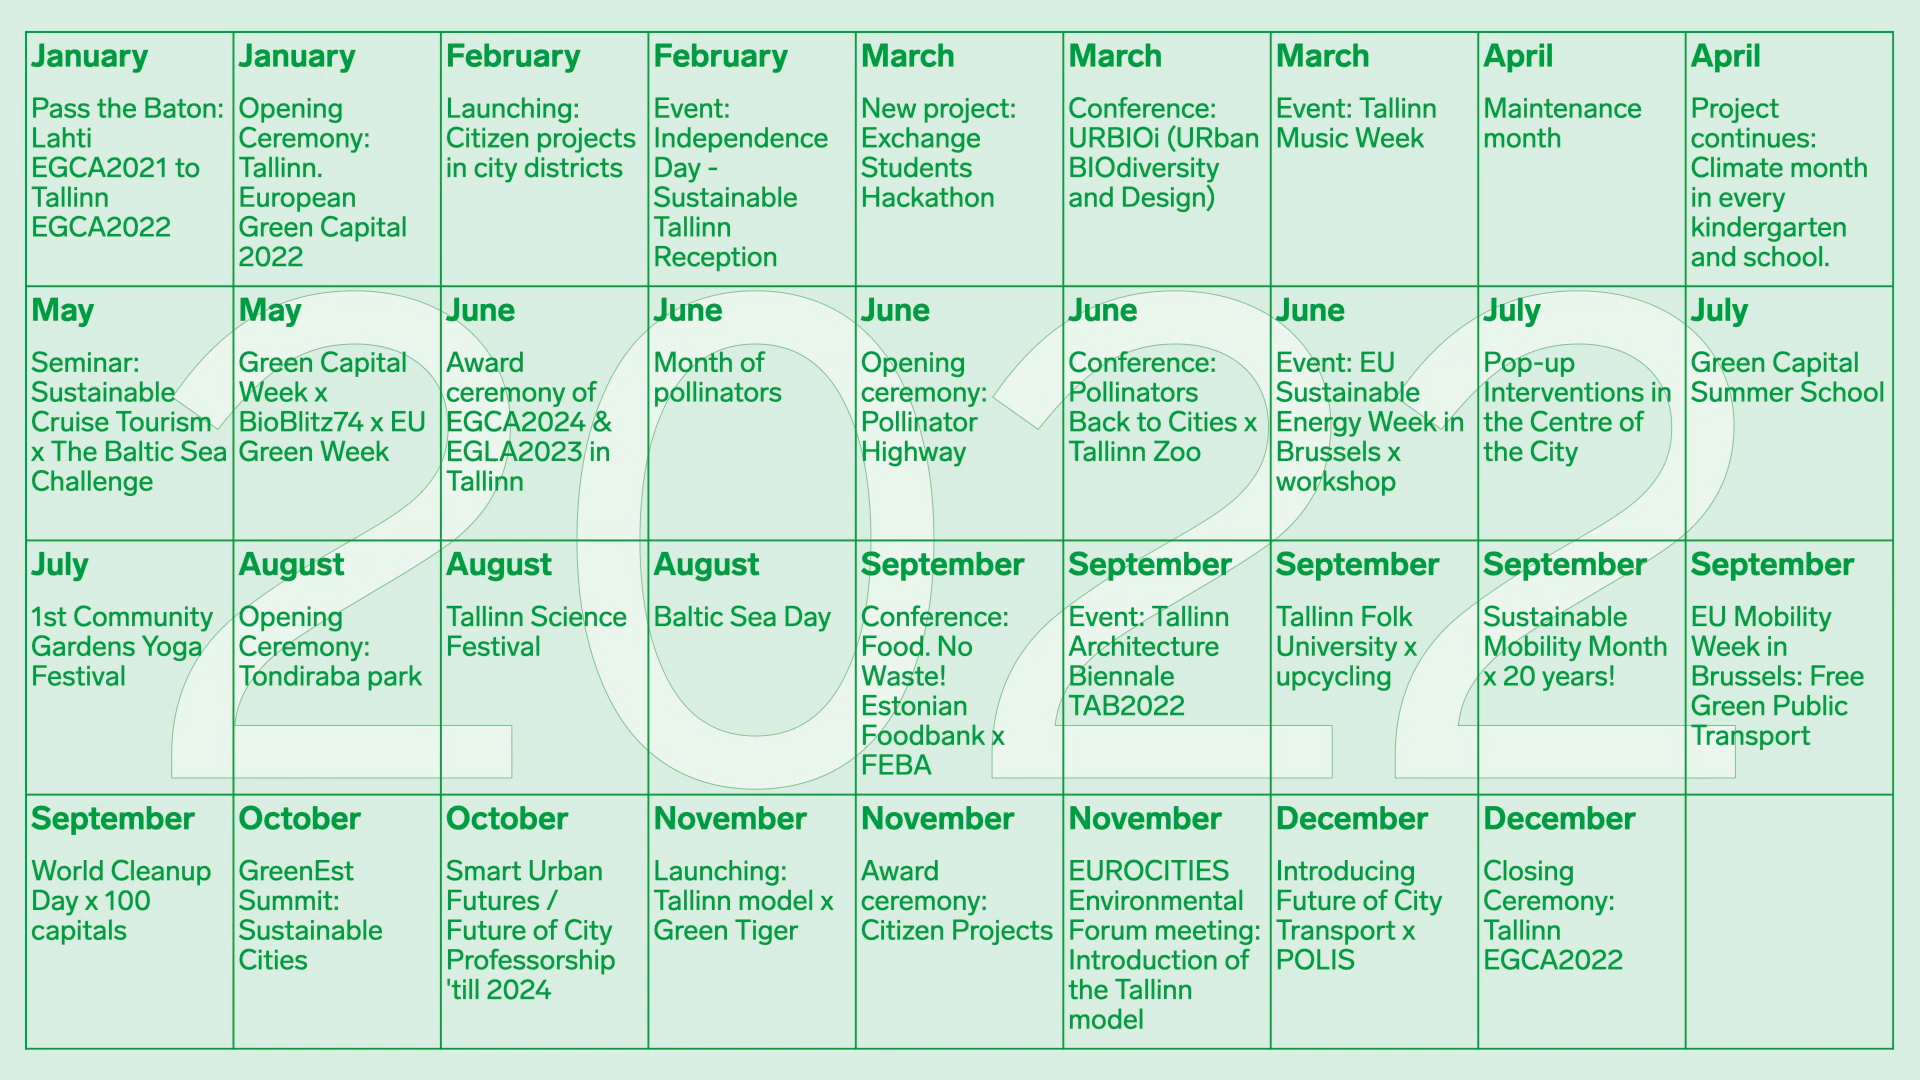 January
Pass the Baton:
Lahti
EGCA2021 to
Tallinn
EGCA2022
January
Opening
Ceremony:
Tallinn.
European
Green Capital
2022
February
Launching:
Citizen projects
in city districts
February
Event:
Independence
Day -
Sustainable
Tallinn
Reception
March
New project:
Exchange
Students
Hackathon
March
Conference:
URBIOi (URban
BIOdiversity
and Design)
March
Event: Tallinn
Music Week
April
Maintenance
month
April
Project
continues:
Climate month
in every
kindergarten
and school.
May
Seminar:
Sustainable
Cruise Tourism
x The Baltic Sea
Challenge
May
Green Capital
Week x
BioBlitz74 x EU
Green Week
June
Award
ceremony of
EGCA2024 &
EGLA2023 in
Tallinn
June
Month of
pollinators
June
Opening
ceremony:
Pollinator
Highway
June
Conference:
Pollinators
Back to Cities x
Tallinn Zoo
June
Event: EU
Sustainable
Energy Week in
Brussels x
workshop
July
Pop-up
Interventions in
the Centre of
the City
July
Green Capital
Summer School
July
1st Community
Gardens Yoga
Festival
August
Opening
Ceremony:
Tondiraba park
August
Tallinn Science
Festival
August
Baltic Sea Day
September
Conference:
Food. No
Waste!
Estonian
Foodbank x
FEBA
September
Event: Tallinn
Architecture
Biennale
TAB2022
September
Tallinn Folk
University x
upcycling
September
Sustainable
Mobility Month
x 20 years!
September
EU Mobility
Week in
Brussels: Free
Green Public
Transport
September
World Cleanup
Day x 100
capitals
October
GreenEst
Summit:
Sustainable
Cities
October
Smart Urban
Futures /
Future of City
Professorship
'till 2024
November
Launching:
Tallinn model x
Green Tiger
November
Award
ceremony:
Citizen Projects
November
EUROCITIES
Environmental
Forum meeting:
Introduction of
the Tallinn
model
December
Introducing
Future of City
Transport x
POLIS
December
Closing
Ceremony:
Tallinn
EGCA2022
2022